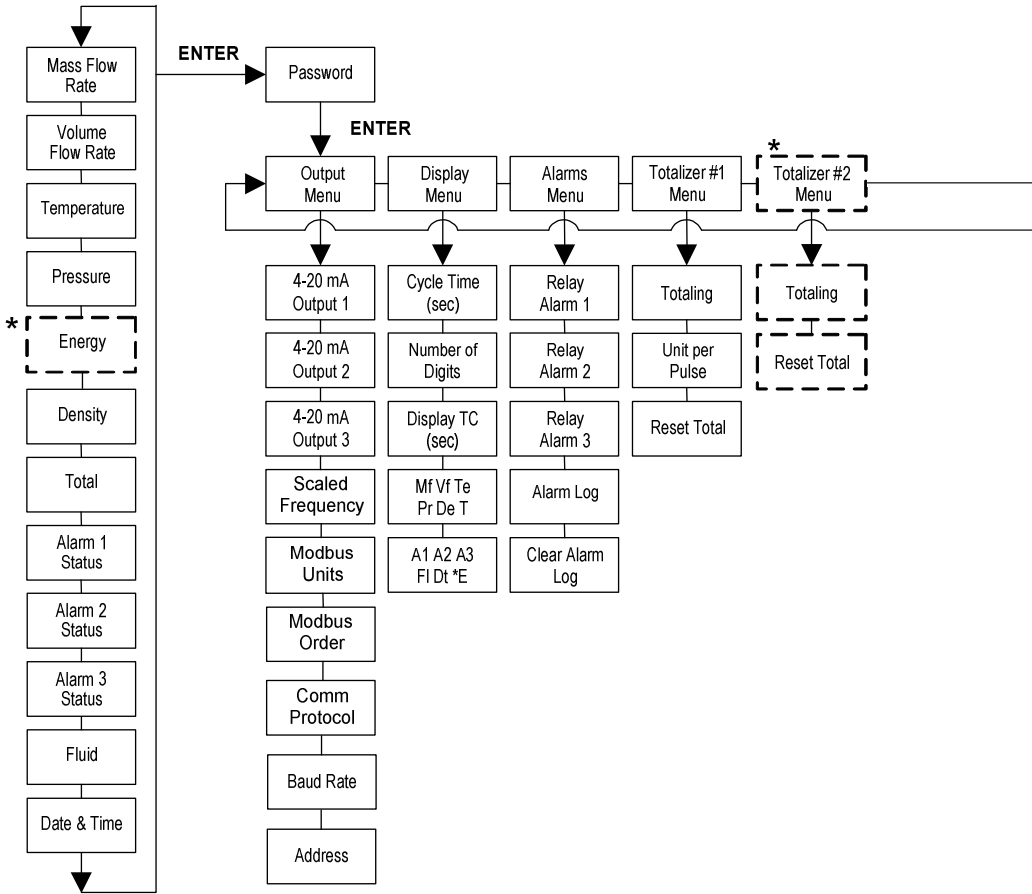 Mass Flow
Rate
Volume
Flow Rate
Temperature
Pressure
*
Energy
Density
Total
Alarm 1
Status
Alarm 2
Status
Alarm 3
Status
Fluid
Date & Time
ENTER
Password
ENTER
Output
Menu
Display
Menu
Alarms
Menu
Totalizer #1
Menu
*
Totalizer #2
Menu
4-20 mA
Output 1
4-20 mA
Output 2
4-20 mA
Output 3
Scaled
Frequency
Modbus
Units
Modbus
Order
Comm
Protocol
Baud Rate
Address
Cycle Time
(sec)
Number of
Digits
Display TC
(sec)
Mf Vf Te
Pr De T
A1 A2 A3
Fl Dt *E
Relay
Alarm 1
Relay
Alarm 2
Relay
Alarm 3
Alarm Log
Clear Alarm
Log
Totaling
Unit per
Pulse
Reset Total
Totaling
Reset Total